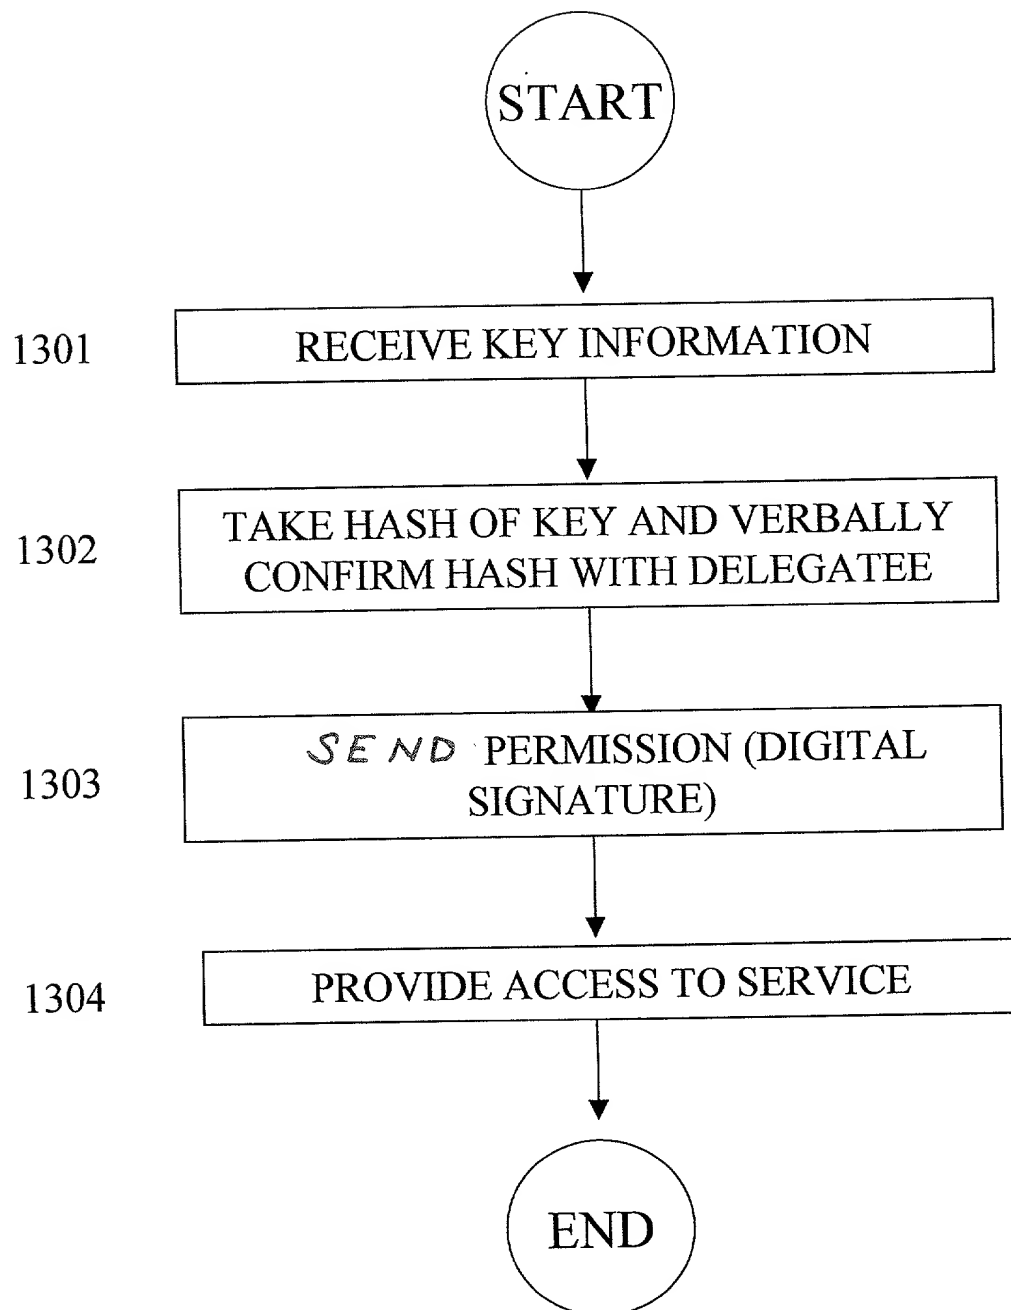 START
1301
RECEIVE KEY INFORMATION
1302
TAKE HASH OF KEY AND VERBALLY
CONFIRM HASH WITH DELEGATEE
1303
SEND PERMISSION (DIGITAL
SIGNATURE)
1304
PROVIDE ACCESS TO SERVICE
END